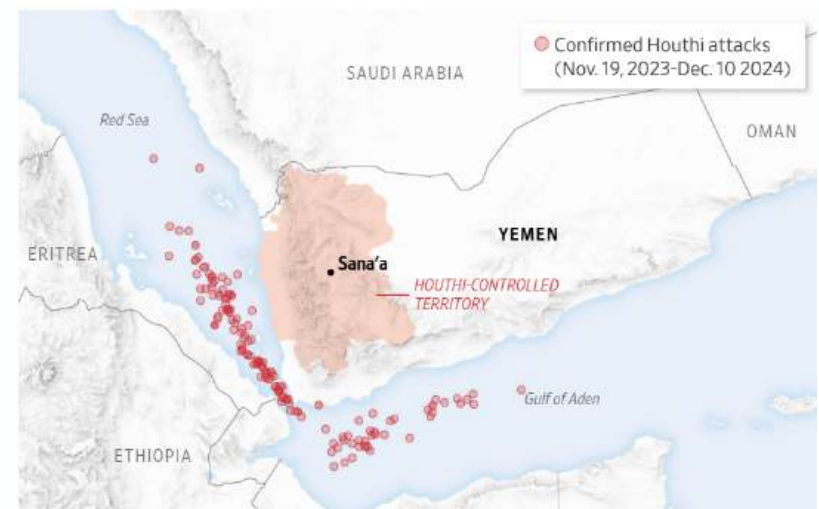 Confirmed Houthi attacks
(Nov. 19, 2023-Dec. 10 2024)
SAUDI ARABIA
Red Sea
OMAN
YEMEN
ERITREA
Sana'a
HOUTHI-CONTROLLED
TERRITORY
Gulf of Aden
ETHIOPIA